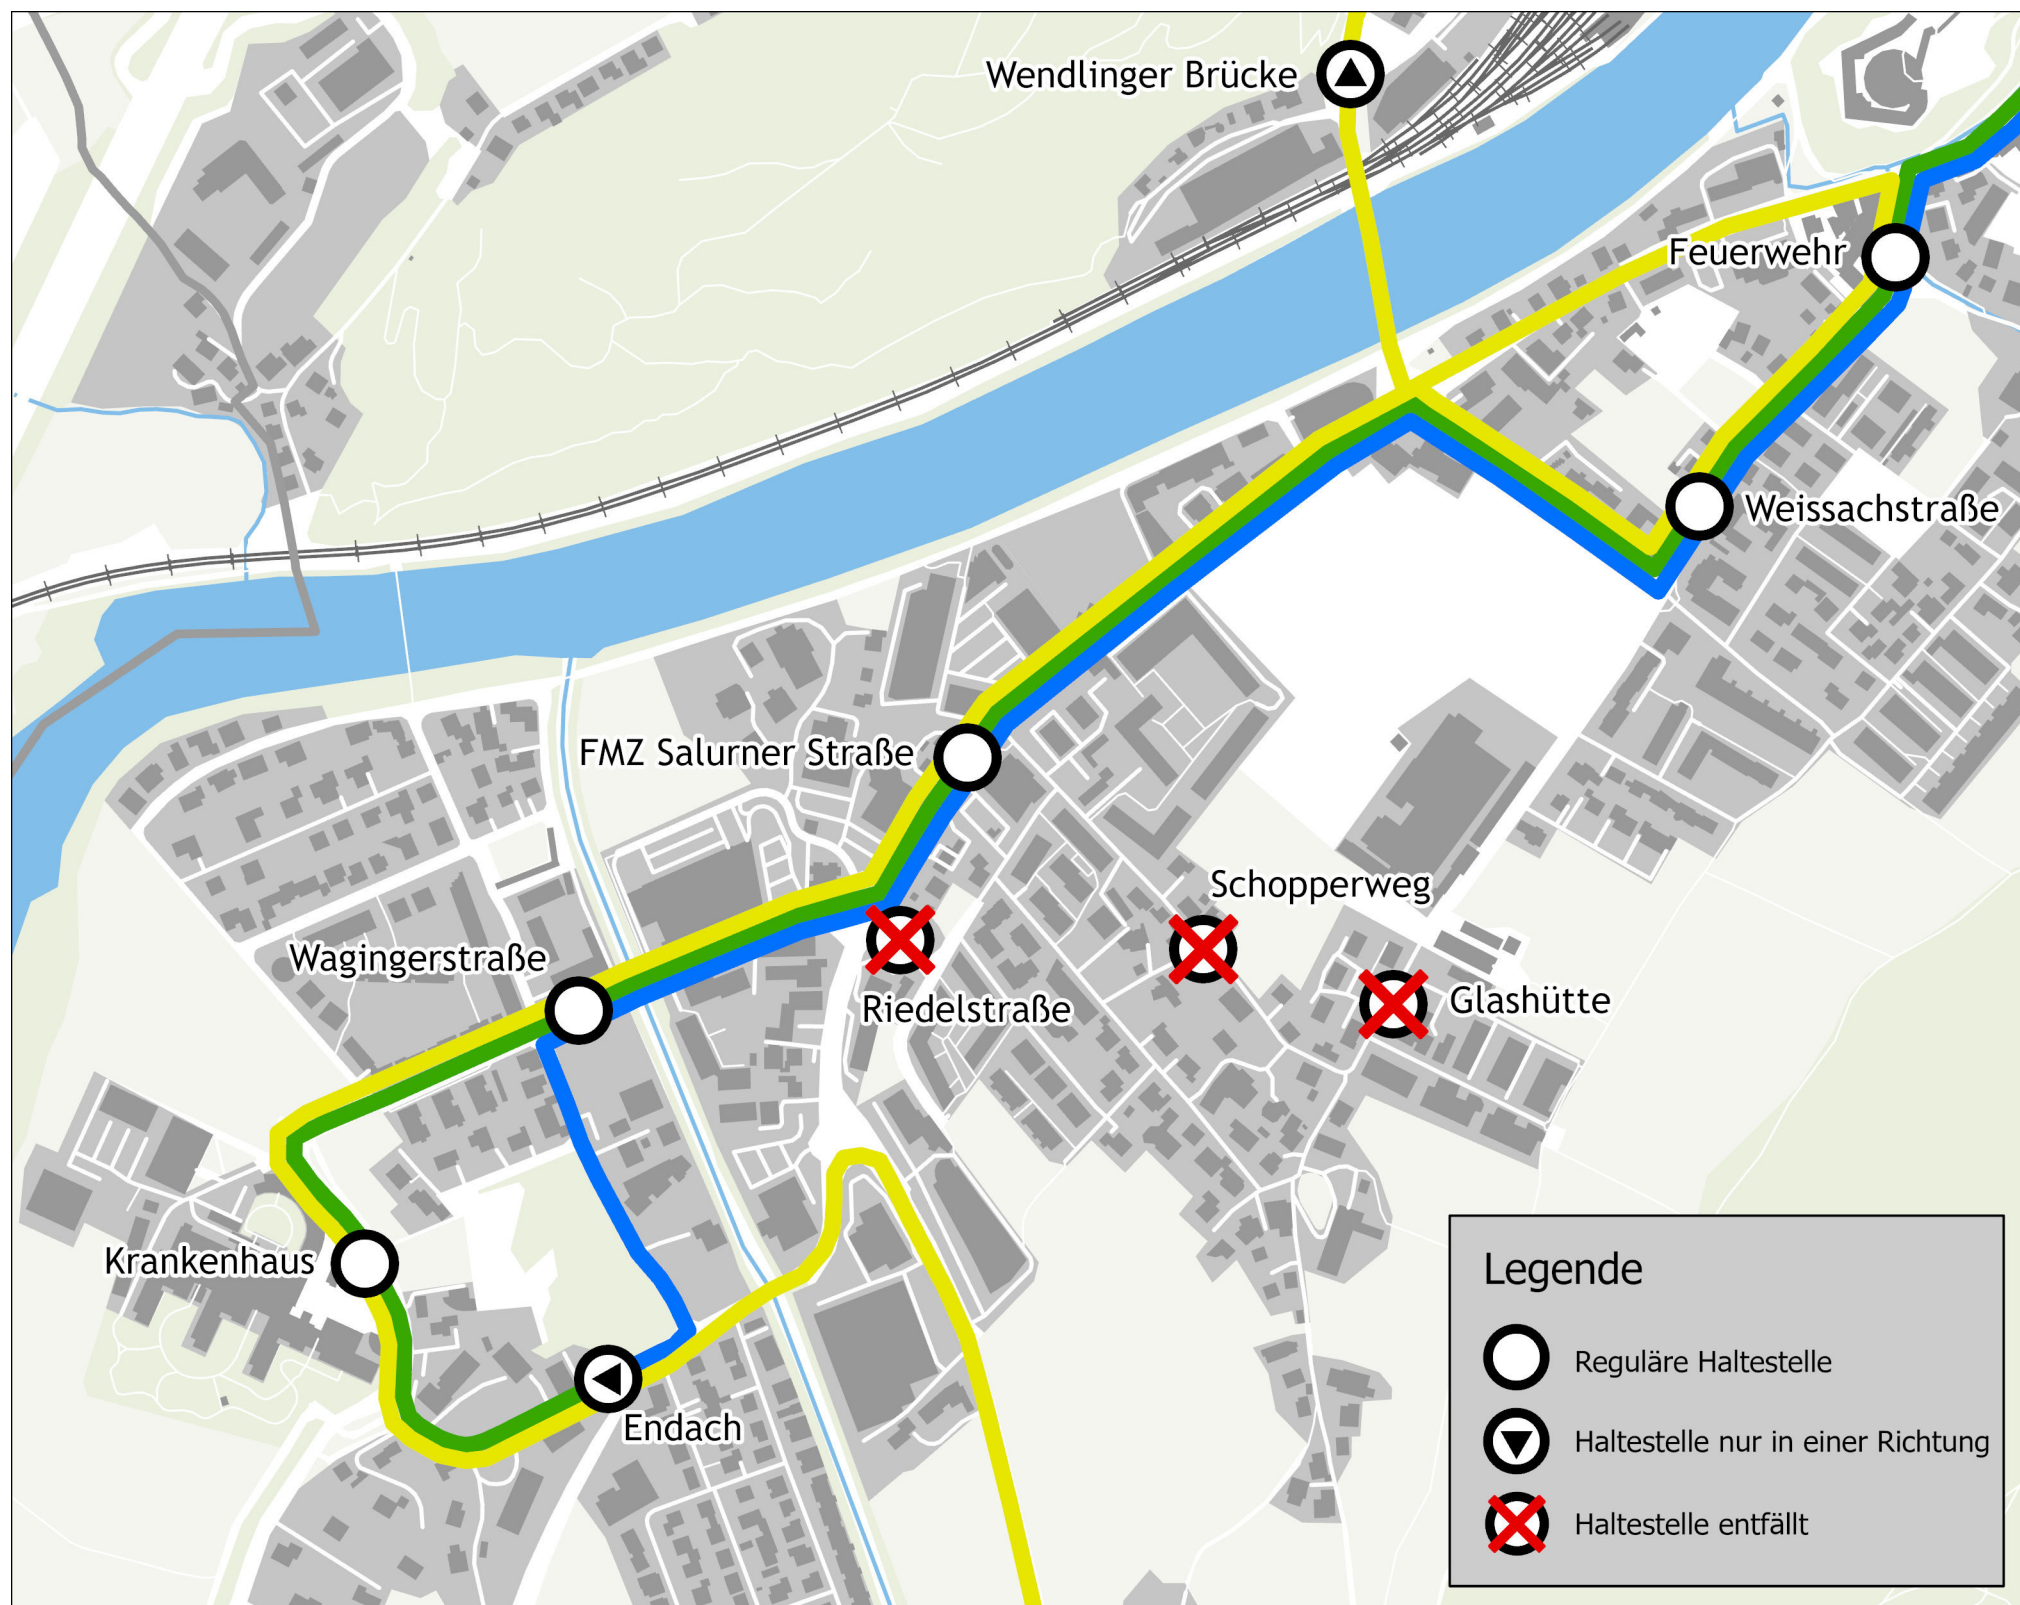 Wendlinger Brücke
Feuerwehr
Weissachstraße
FMZ Salurner Straße
Schopperweg
Wagingerstraße
Riedelstraße
Glashütte
Krankenhaus
Endach
Legende
Reguläre Haltestelle
Haltestelle nur in einer Richtung
Haltestelle entfällt